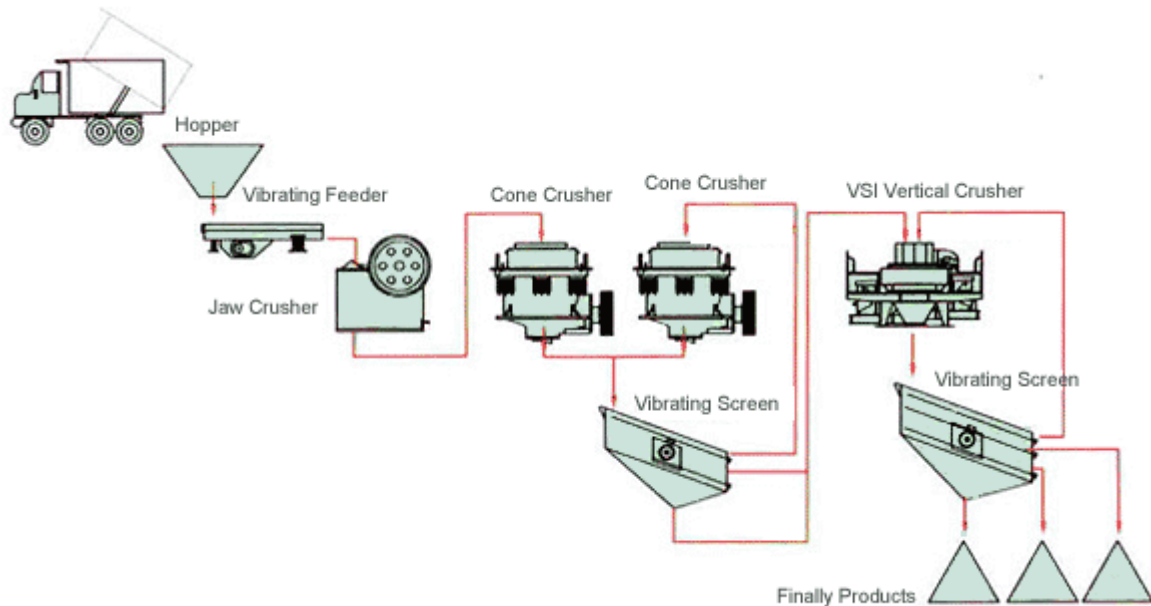 Hopper
Vibrating Feeder
Jaw Crusher
Cone Crusher
Cone Crusher
VSI Vertical Crusher
Vibrating Screen
Vibrating Screen
Finally Products